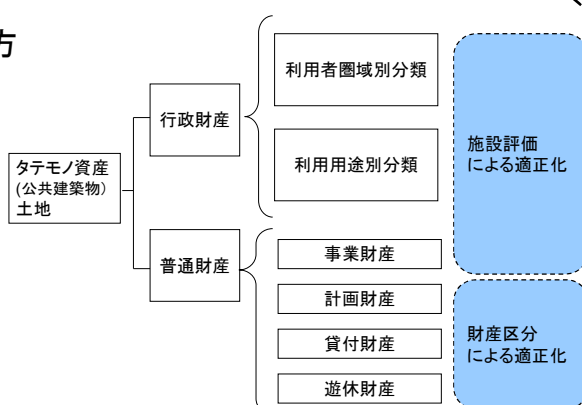 方
タテモノ資産
(公共建築物)
土地
行政財産
普通財産
利用者圏域別分類
利用用途別分類
事業財産
計画財産
貸付財産
遊休財産
施設評価
による適正化
財産区分
による適正化